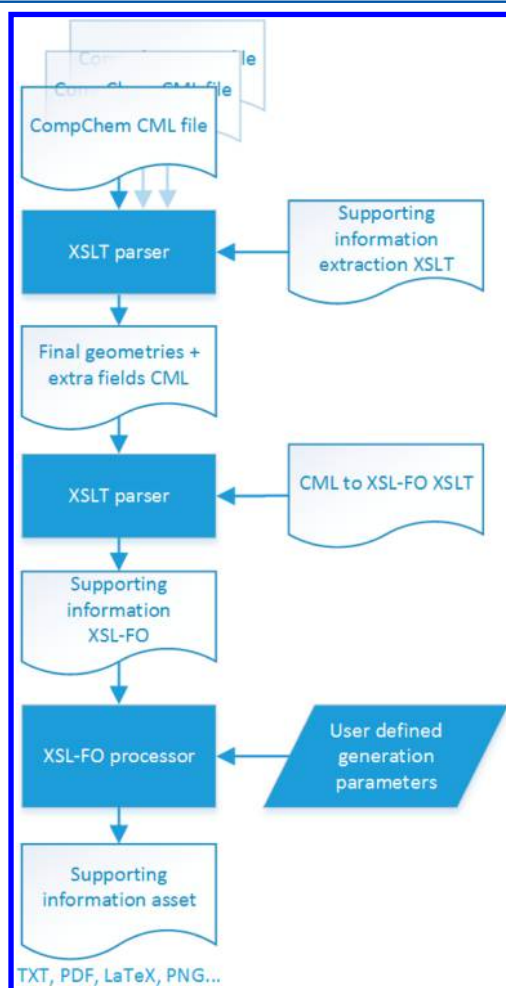 CompChem CML file
file
file
XSLT parser
Supporting
information
extraction XSLT
Final geometries +
extra fields CML
XSLT parser
CML to XSL-FO XSLT
Supporting
information
XSL-FO
XSL-FO processor
User defined
generation
parameters
Supporting
information asset
TXT, PDF, LaTeX, PNG...